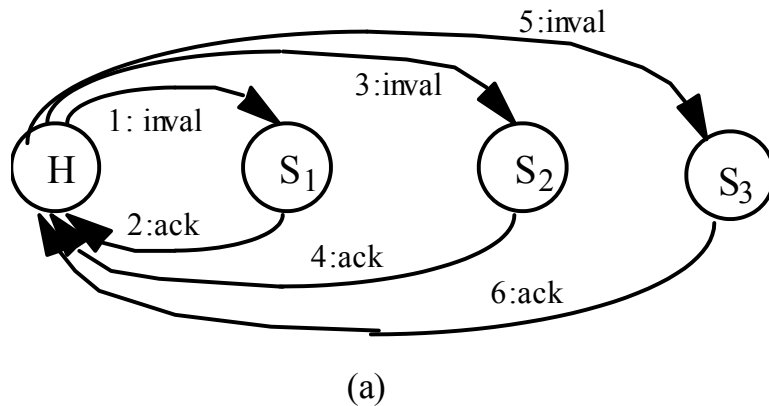 5:inval
3:inval
1: inval
H
S1
S2
S3
2:ack
4:ack
6:ack
(a)